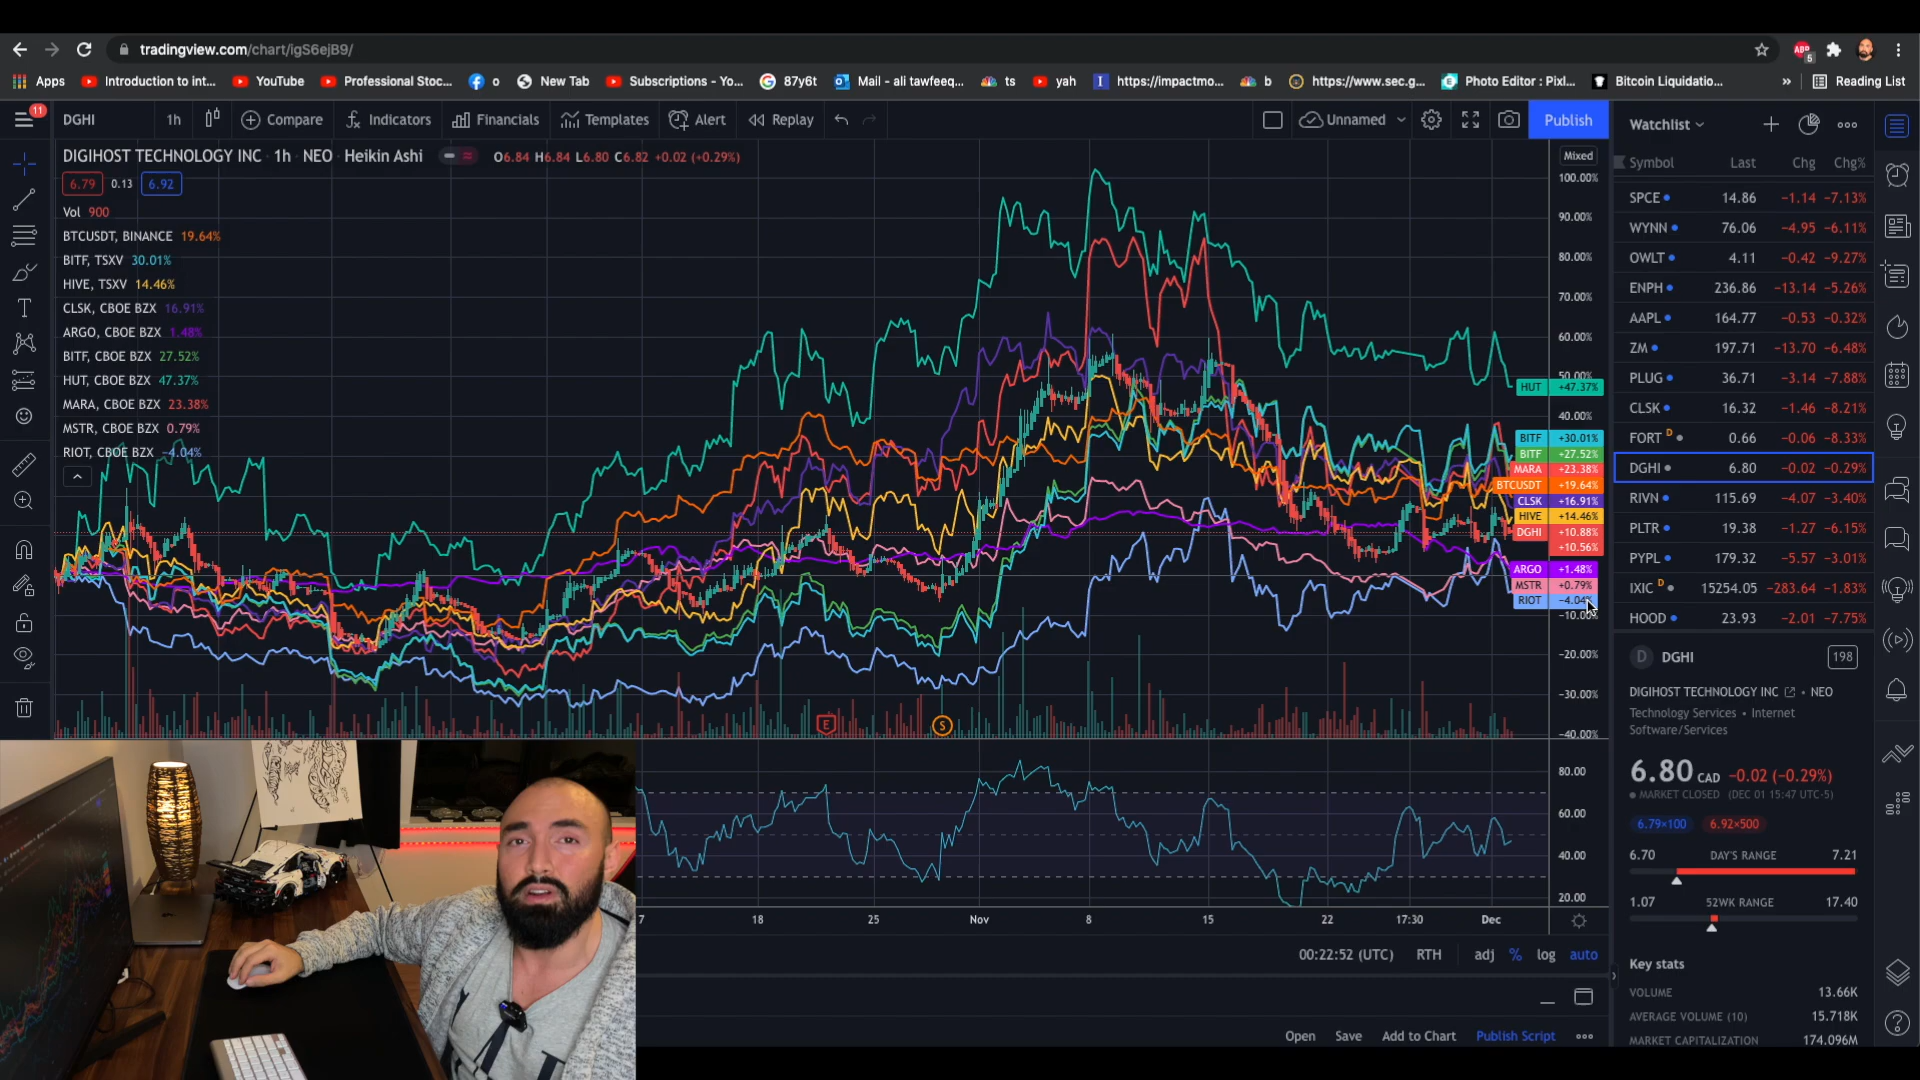 tradingview.com/chart/igS6ejB9/
Apps Introduction to int... YouTube Professional Stoc... o New Tab Subscriptions - Yo... 87y6t Mail - ali tawfeeq... ts yah https://impactmo... b https://www.sec.g... Photo Editor : Pixl... Bitcoin Liquidatio... » Reading List
11
DGHI 1h Compare Indicators Financials Templates Alert Replay Unnamed Publish
DIGIHOST TECHNOLOGY INC · 1h · NEO · Heikin Ashi O6.84 H6.84 L6.80 C6.82 +0.02 (+0.29%)
6.79 0.13 6.92
Vol 900
BTCUSDT, BINANCE 19.64%
BITF, TSXV 30.01%
HIVE, TSXV 14.46%
CLSK, CBOE BZX 16.91%
ARGO, CBOE BZX 1.48%
BITF, CBOE BZX 27.52%
HUT, CBOE BZX 47.37%
MARA, CBOE BZX 23.38%
MSTR, CBOE BZX 0.79%
RIOT, CBOE BZX −4.04%
Mixed
100.00%
90.00%
80.00%
70.00%
60.00%
50.00%
HUT +47.37%
40.00%
BITF +30.01%
BITF +27.52%
MARA +23.38%
BTCUSDT +19.64%
CLSK +16.91%
HIVE +14.46%
DGHI +10.88%
+10.56%
ARGO +1.48%
MSTR +0.79%
RIOT −4.04%
−10.00%
−20.00%
−30.00%
−40.00%
E S
80.00
60.00
40.00
20.00
7 18 25 Nov 8 15 22 17:30 Dec
00:22:52 (UTC) RTH adj % log auto
Open Save Add to Chart Publish Script
Watchlist
Symbol Last Chg Chg%
SPCE 14.86 −1.14 −7.13%
WYNN 76.06 −4.95 −6.11%
OWLT 4.11 −0.42 −9.27%
ENPH 236.86 −13.14 −5.26%
AAPL 164.77 −0.53 −0.32%
ZM 197.71 −13.70 −6.48%
PLUG 36.71 −3.14 −7.88%
CLSK 16.32 −1.46 −8.21%
FORT D 0.66 −0.06 −8.33%
DGHI 6.80 −0.02 −0.29%
RIVN 115.69 −4.07 −3.40%
PLTR 19.38 −1.27 −6.15%
PYPL 179.32 −5.57 −3.01%
IXIC D 15254.05 −283.64 −1.83%
HOOD 23.93 −2.01 −7.75%
D DGHI 198
DIGIHOST TECHNOLOGY INC • NEO
Technology Services • Internet
Software/Services
6.80 CAD −0.02 (−0.29%)
MARKET CLOSED (DEC 01 15:47 UTC-5)
6.79×100 6.92×500
6.70 DAY'S RANGE 7.21
1.07 52WK RANGE 17.40
Key stats
VOLUME 13.66K
AVERAGE VOLUME (10) 15.718K
MARKET CAPITALIZATION 174.096M